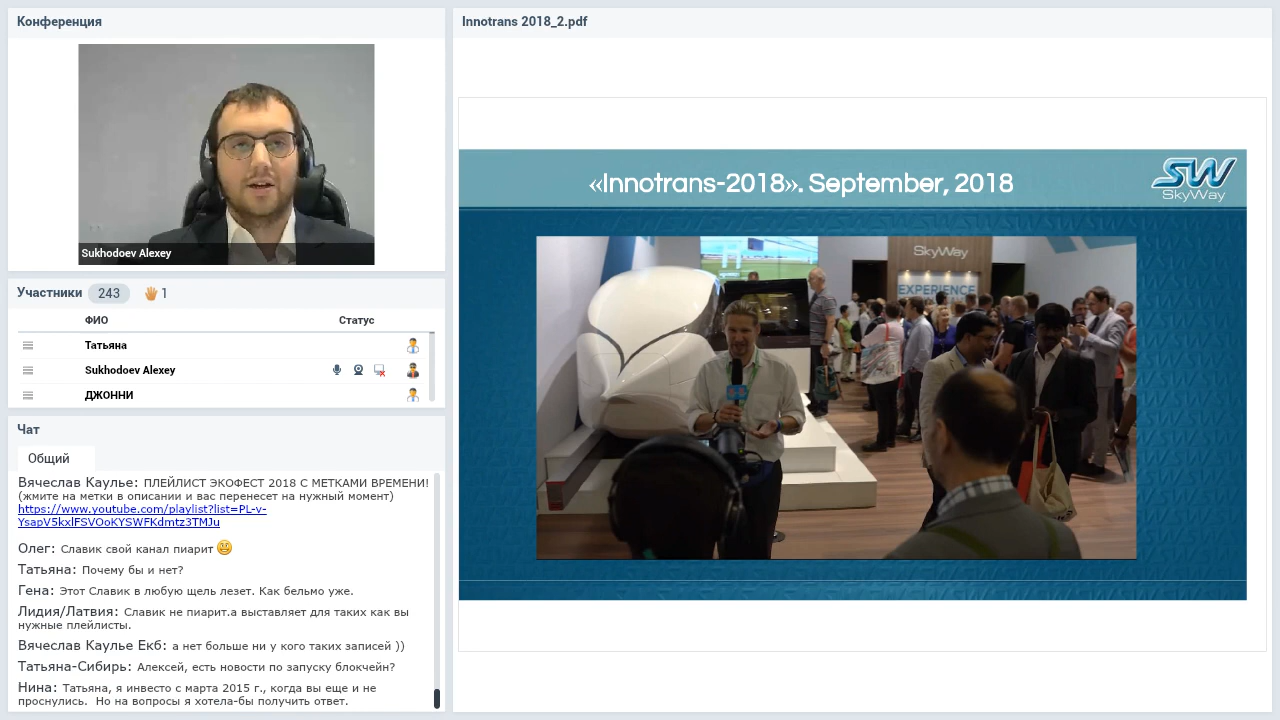 Конференция
Sukhodoev Alexey
Участники 243 1
ФИО Статус
Татьяна
Sukhodoev Alexey
ДЖОННИ
Чат
Общий
Вячеслав Каулье: ПЛЕЙЛИСТ ЭКОФЕСТ 2018 С МЕТКАМИ ВРЕМЕНИ!
(жмите на метки в описании и вас перенесет на нужный момент)
https://www.youtube.com/playlist?list=PL-v-
YsapV5kxlFSVOoKYSWFKdmtz3TMJu
Олег: Славик свой канал пиарит
Татьяна: Почему бы и нет?
Гена: Этот Славик в любую щель лезет. Как бельмо уже.
Лидия/Латвия: Славик не пиарит.а выставляет для таких как вы
нужные плейлисты.
Вячеслав Каулье Екб: а нет больше ни у кого таких записей ))
Татьяна-Сибирь: Алексей, есть новости по запуску блокчейн?
Нина: Татьяна, я инвесто с марта 2015 г., когда вы еще и не
проснулись. Но на вопросы я хотела-бы получить ответ.
Innotrans 2018_2.pdf
«Innotrans-2018». September, 2018
SW
SkyWay
SkyWay
EXPERIENCE